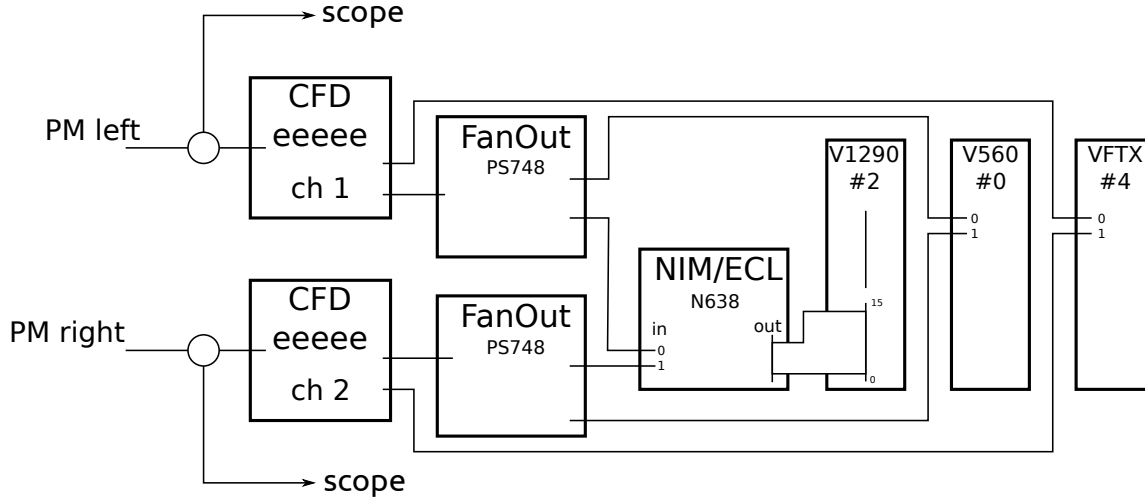 scope
PM left
CFD
eeeee
ch 1
FanOut
PS748
V1290
#2
V560
#0
VFTX
#4
0
1
0
1
NIM/ECL
N638
in
out
0
1
15
0
PM right
CFD
eeeee
ch 2
FanOut
PS748
scope